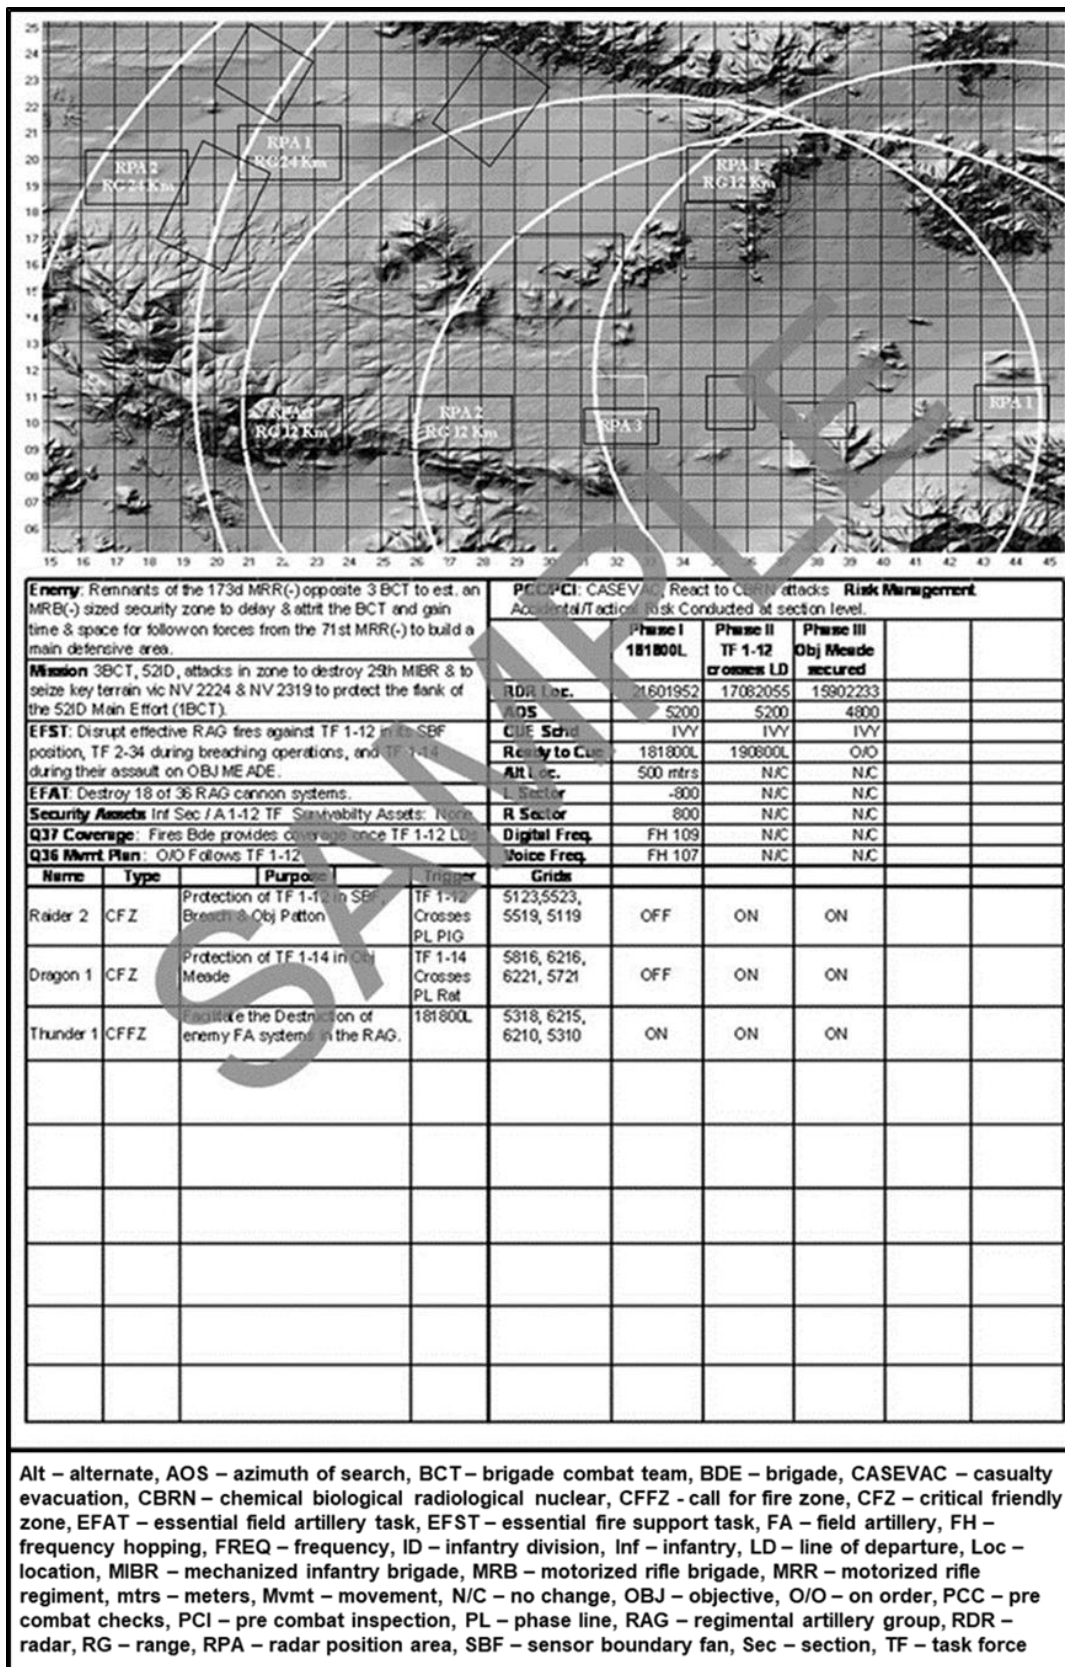 25
24
23
22
21
20
19
18
17
16
15
14
13
12
11
10
09
08
07
06
15 16 17 18 19 20 21 22 23 24 25 26 27 28 29 30 31 32 33 34 35 36 37 38 39 40 41 42 43 44 45
RPA 2
RG 24 Km
RPA 1
RG 24 Km
RPA 1
RG 12 Km
RG 12 Km
RPA 2
RG 12 Km
RPA 3
RPA 1
SAMPLE
Enemy: Remnants of the 173d MRR(-) opposite 3 BCT to est. an
MRB(-) sized security zone to delay & attrit the BCT and gain
time & space for follow on forces from the 71st MRR(-) to build a
main defensive area.
Mission 3BCT, 52ID, attacks in zone to destroy 25th MIBR & to
seize key terrain vic NV 2224 & NV 2319 to protect the flank of
the 52ID Main Effort (1BCT).
EFST: Disrupt effective RAG fires against TF 1-12 in its SBF
position, TF 2-34 during breaching operations, and TF 1-14
during their assault on OBJ MEADE.
EFAT: Destroy 18 of 36 RAG cannon systems.
Security Assets Inf Sec / A 1-12 TF Survivabilty Assets: None
Q37 Coverage: Fires Bde provides coverage once TF 1-12 LDs
Q36 Mvmt Plan: O/O Follows TF 1-12
PCC/PCI: CASEVAC, React to CBRN attacks Risk Management
Accidental/Tactical Risk Conducted at section level.
Phase I
181800L
Phase II
TF 1-12
crosses LD
Phase III
Obj Meade
secured
RDR Loc. 21601952 17082055 15902233
AOS 5200 5200 4800
CUE Schd IVY IVY IVY
Ready to Cue 181800L 190800L O/O
Alt Loc. 500 mtrs N/C N/C
L Sector -800 N/C N/C
R Sector 800 N/C N/C
Digital Freq. FH 109 N/C N/C
Voice Freq. FH 107 N/C N/C
Name Type Purpose Trigger Grids
Raider 2 CFZ
Protection of TF 1-12 in SBF,
Breach & Obj Patton
TF 1-12
Crosses
PL PIG
5123,5523,
5519, 5119
OFF ON ON
Dragon 1 CFZ
Protection of TF 1-14 in Obj
Meade
TF 1-14
Crosses
PL Rat
5816, 6216,
6221, 5721
OFF ON ON
Thunder 1 CFFZ
Facilitate the Destruction of
enemy FA systems in the RAG.
181800L
5318, 6215,
6210, 5310
ON ON ON
Alt – alternate, AOS – azimuth of search, BCT – brigade combat team, BDE – brigade, CASEVAC – casualty
evacuation, CBRN – chemical biological radiological nuclear, CFFZ - call for fire zone, CFZ – critical friendly
zone, EFAT – essential field artillery task, EFST – essential fire support task, FA – field artillery, FH –
frequency hopping, FREQ – frequency, ID – infantry division, Inf – infantry, LD – line of departure, Loc –
location, MIBR – mechanized infantry brigade, MRB – motorized rifle brigade, MRR – motorized rifle
regiment, mtrs – meters, Mvmt – movement, N/C – no change, OBJ – objective, O/O – on order, PCC – pre
combat checks, PCI – pre combat inspection, PL – phase line, RAG – regimental artillery group, RDR –
radar, RG – range, RPA – radar position area, SBF – sensor boundary fan, Sec – section, TF – task force